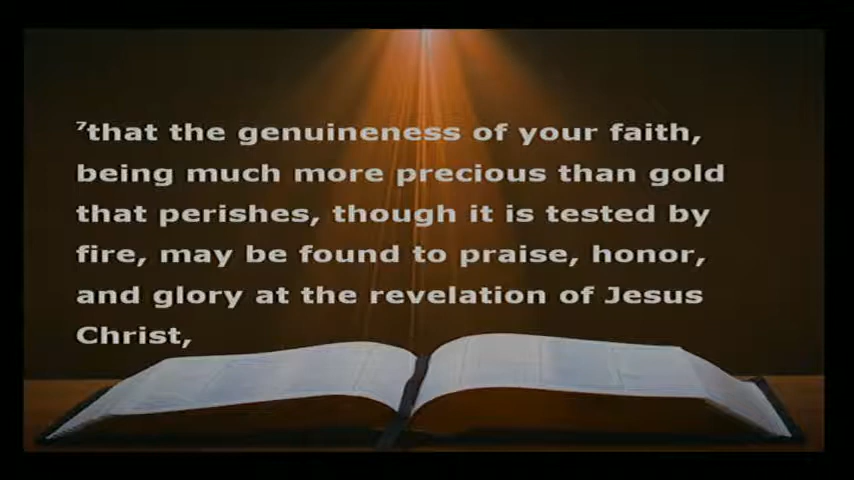 ⁷that the genuineness of your faith,
being much more precious than gold
that perishes, though it is tested by
fire, may be found to praise, honor,
and glory at the revelation of Jesus
Christ,